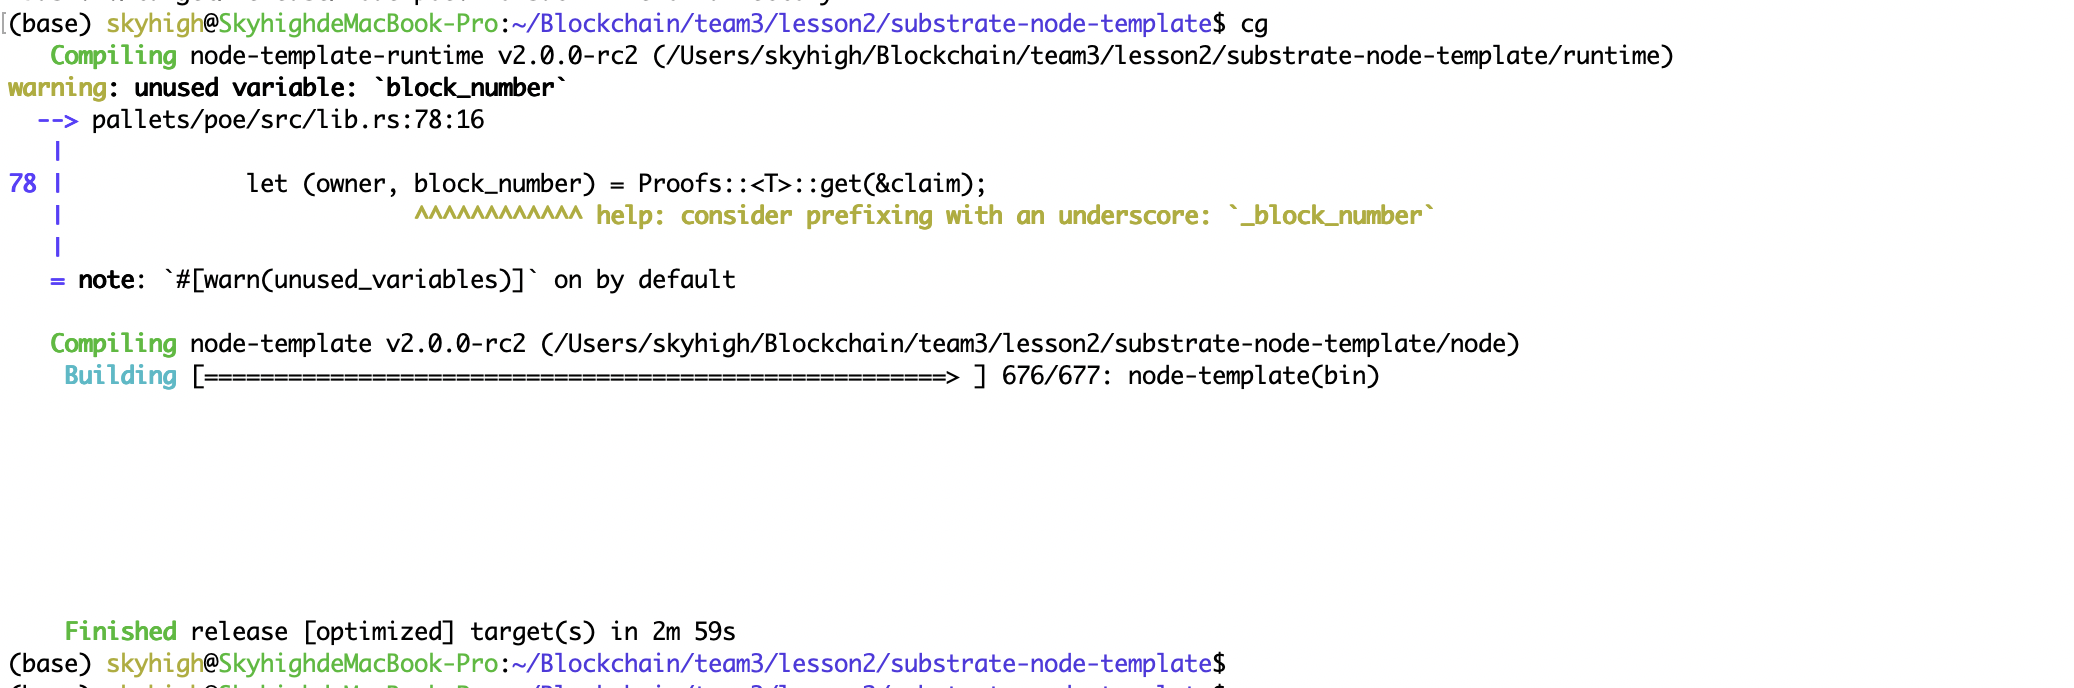 (base) skyhigh@SkyhighdeMacBook-Pro:~/Blockchain/team3/lesson2/substrate-node-template$ cg
   Compiling node-template-runtime v2.0.0-rc2 (/Users/skyhigh/Blockchain/team3/lesson2/substrate-node-template/runtime)
warning: unused variable: `block_number`
  --> pallets/poe/src/lib.rs:78:16
   |
78 |             let (owner, block_number) = Proofs::<T>::get(&claim);
   |                         ^^^^^^^^^^^^ help: consider prefixing with an underscore: `_block_number`
   |
   = note: `#[warn(unused_variables)]` on by default
   Compiling node-template v2.0.0-rc2 (/Users/skyhigh/Blockchain/team3/lesson2/substrate-node-template/node)
    Building [=====================================================> ] 676/677: node-template(bin)
    Finished release [optimized] target(s) in 2m 59s
(base) skyhigh@SkyhighdeMacBook-Pro:~/Blockchain/team3/lesson2/substrate-node-template$